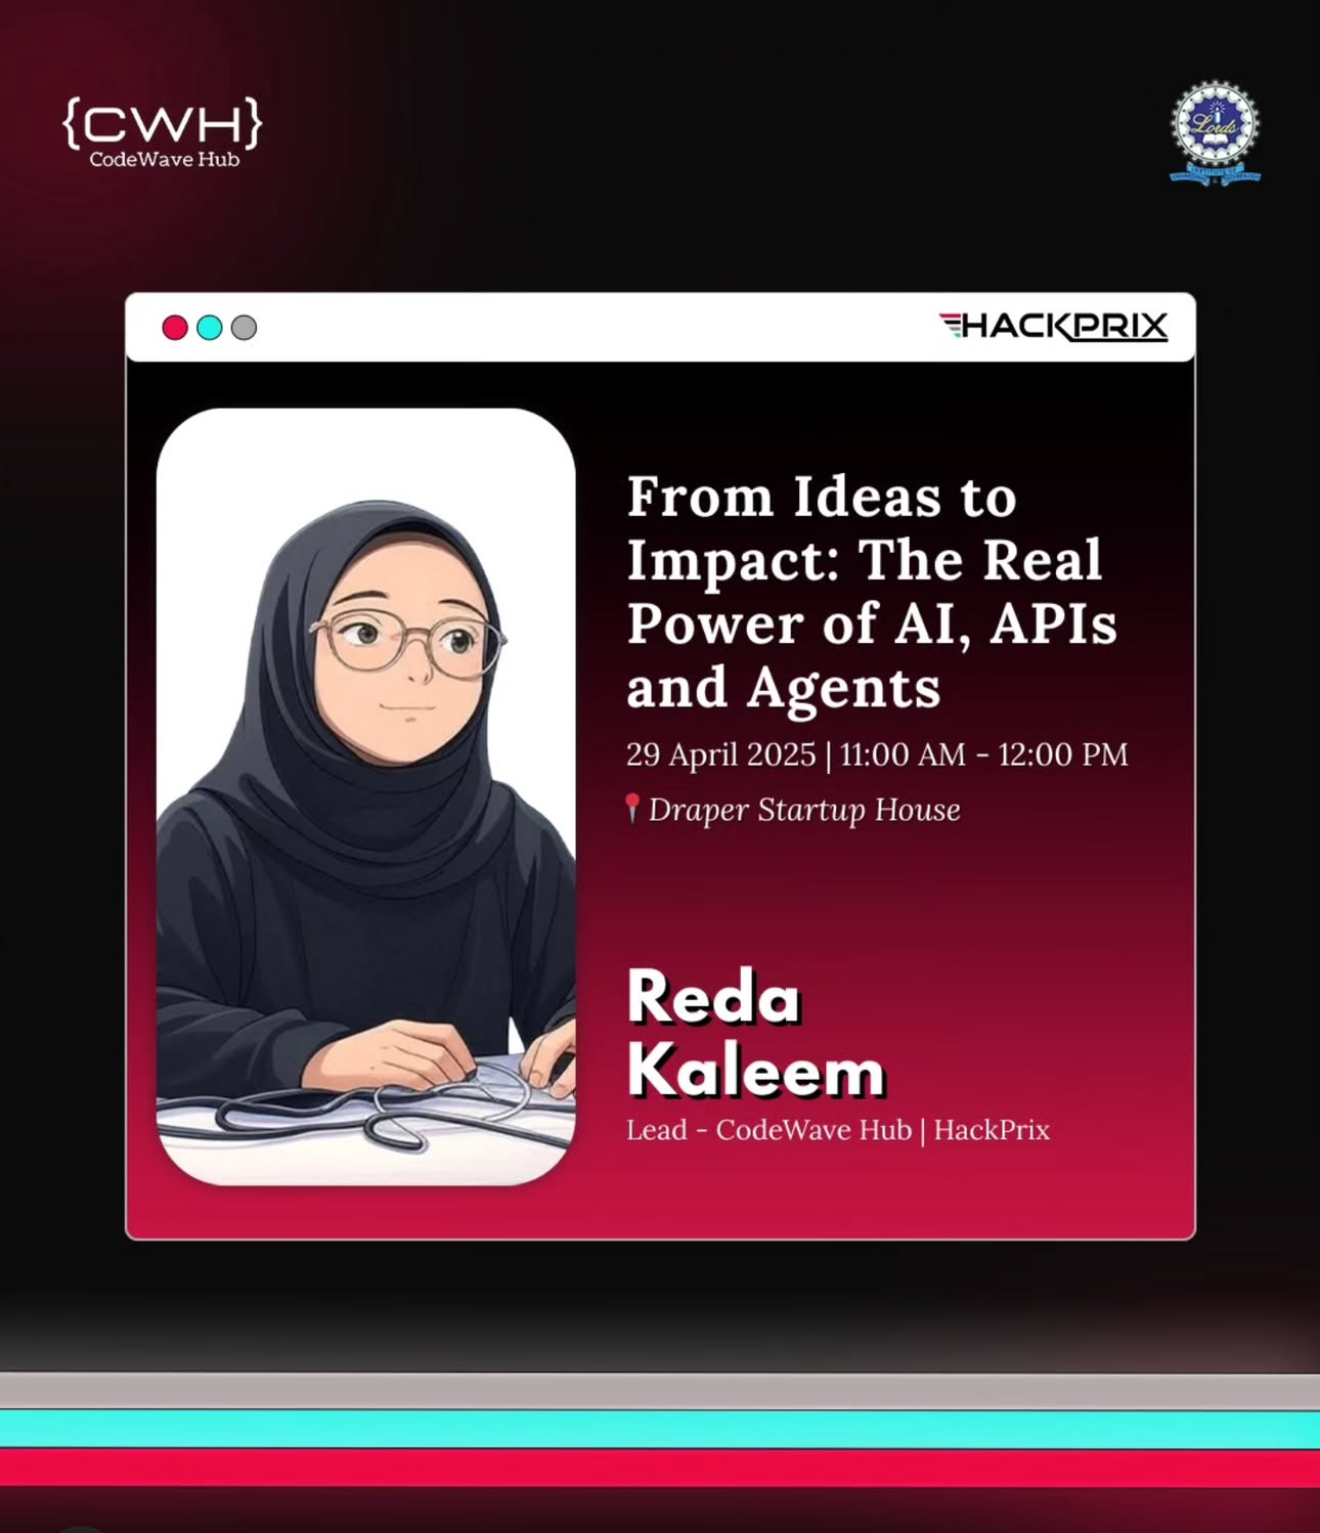 {CWH}
CodeWave Hub
Lords
HACKPRIX
From Ideas to
Impact: The Real
Power of AI, APIs
and Agents
29 April 2025 | 11:00 AM - 12:00 PM
Draper Startup House
Reda
Kaleem
Lead - CodeWave Hub | HackPrix